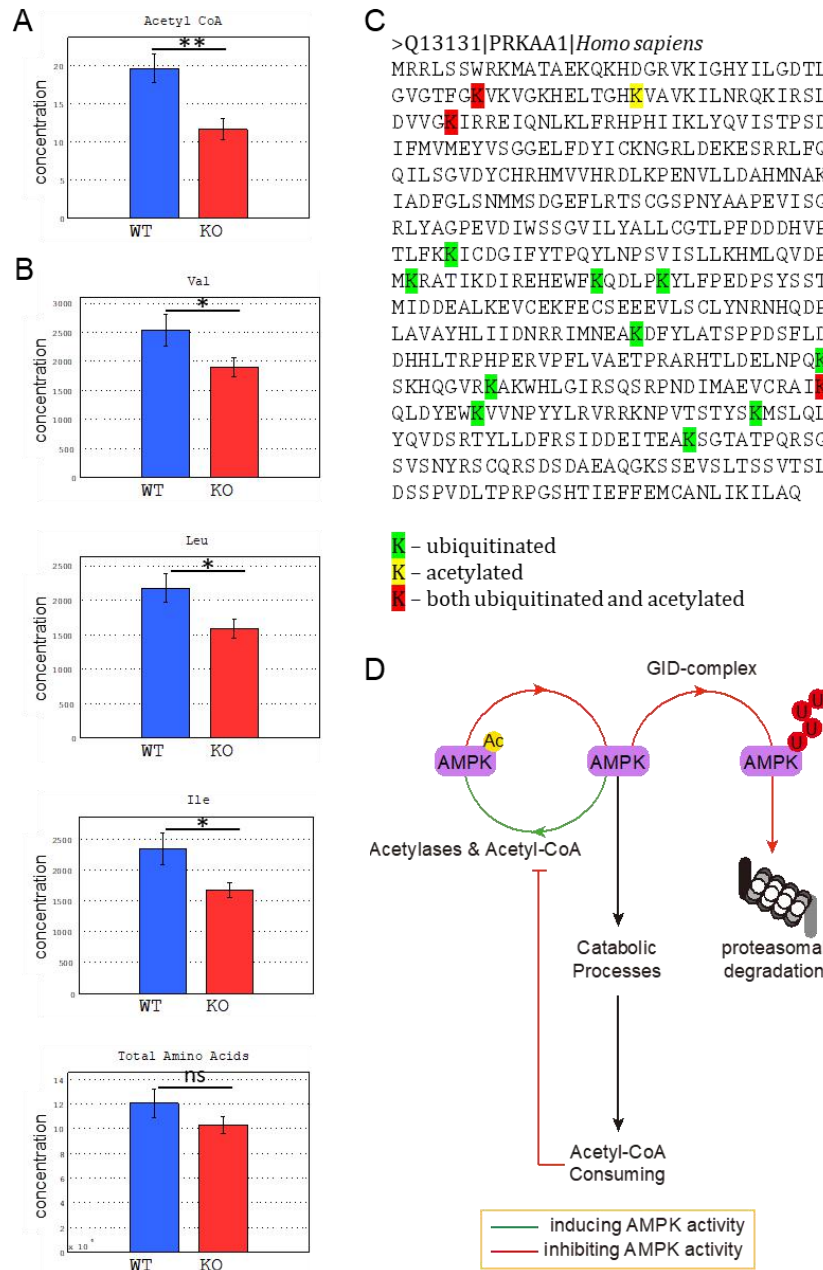 A
Acetyl CoA
**
concentration
20
15
10
5
0
WT KO
B
Val
*
concentration
3000
2500
2000
1500
1000
500
0
WT KO
Leu
*
concentration
2500
2000
1500
1000
500
0
WT KO
Ile
*
concentration
2500
2000
1500
1000
500
0
WT KO
Total Amino Acids
ns
concentration
14
12
10
8
6
4
2
0
WT KO
C
>Q13131|PRKAA1|Homo sapiens
MRRLSSWRKMATAEKQKHDGRVKIGHYILGDTL
GVGTFGKVKVGKHELTGHKVAVKILNRQKIRSL
DVVGKIRREIQNLKLFRHPHIIKLYQVISTPSD
IFMVMEYVSGGELFDYICKNGRLDEKESRRLFQ
QILSGVDYCHRHMVVHRDLKPENVLLDAHMNAK
IADFGLSNMMSDGEFLRTSCGSPNYAAPEVISG
RLYAGPEVDIWSSGVILYALLCGTLPFDDDHVP
TLFKKICDGIFYTPQYLNPSVISLLKHMLQVDP
MKRATIKDIREHEWFKQDLPKYLFPEDPSYSST
MIDDEALKEVCEKFECSEEEVLSCLYNRNHQDP
LAVAYHLIIDNRRIMNEAKDFYLATSPPDSFLD
DHHLTRPHPERVPFLVAETPRARHTLDELNPQK
SKHQGVRKAKWHLGIRSQSRPNDIMAEVCRAIK
QLDYEWKVVNPYYLRVRRKNPVTSTYSKMSLQL
YQVDSRTYLLDFRSIDDEITEAKSGTATPQRSG
SVSNYRSCQRSDSDAEAQGKSSEVSLTSSVTSL
DSSPVDLTPRPGSHTIEFFEMCANLIKILAQ
K – ubiquitinated
K – acetylated
K – both ubiquitinated and acetylated
D
GID-complex
Ac
U
U
U
U
AMPK
AMPK
AMPK
Acetylases & Acetyl-CoA
Catabolic
Processes
proteasoma
degradation
Acetyl-CoA
Consuming
inducing AMPK activity
inhibiting AMPK activity